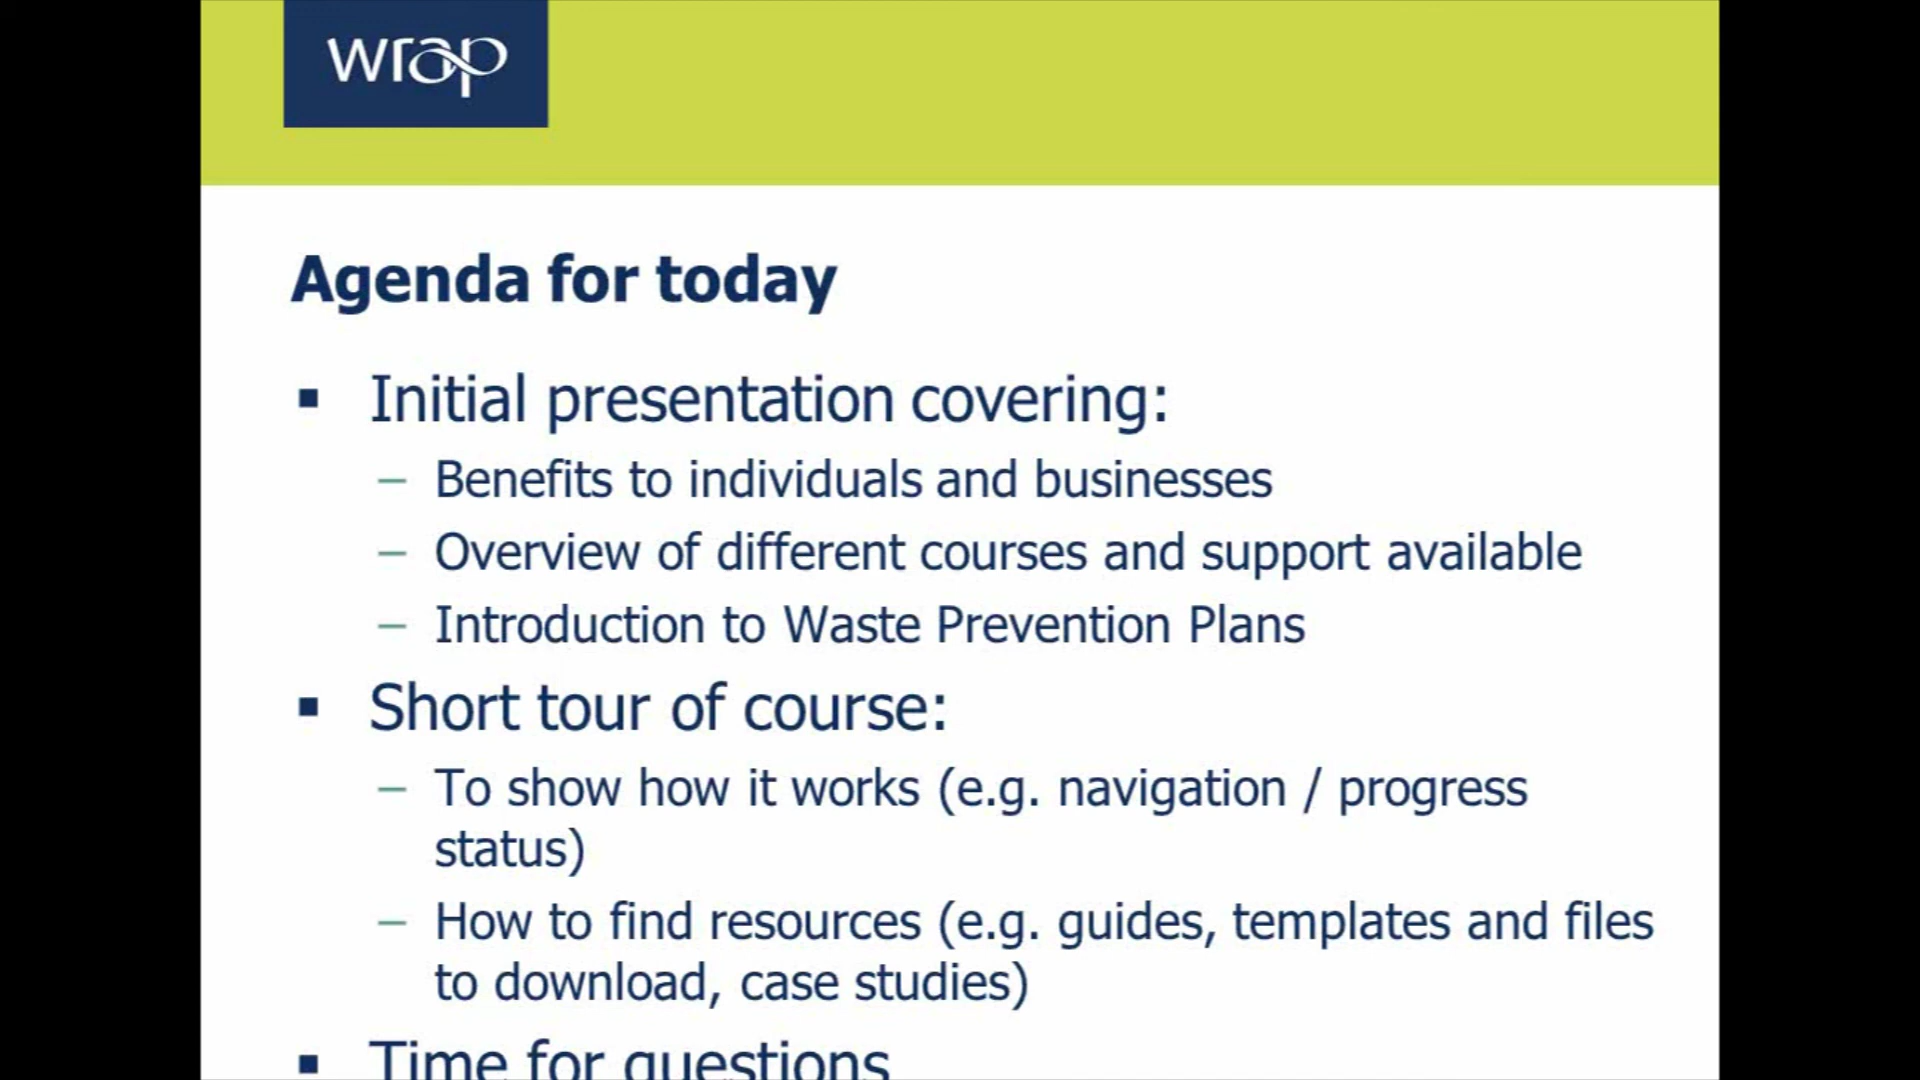 wrap
Agenda for today
▪ Initial presentation covering:
– Benefits to individuals and businesses
– Overview of different courses and support available
– Introduction to Waste Prevention Plans
▪ Short tour of course:
– To show how it works (e.g. navigation / progress
status)
– How to find resources (e.g. guides, templates and files
to download, case studies)
▪ Time for questions